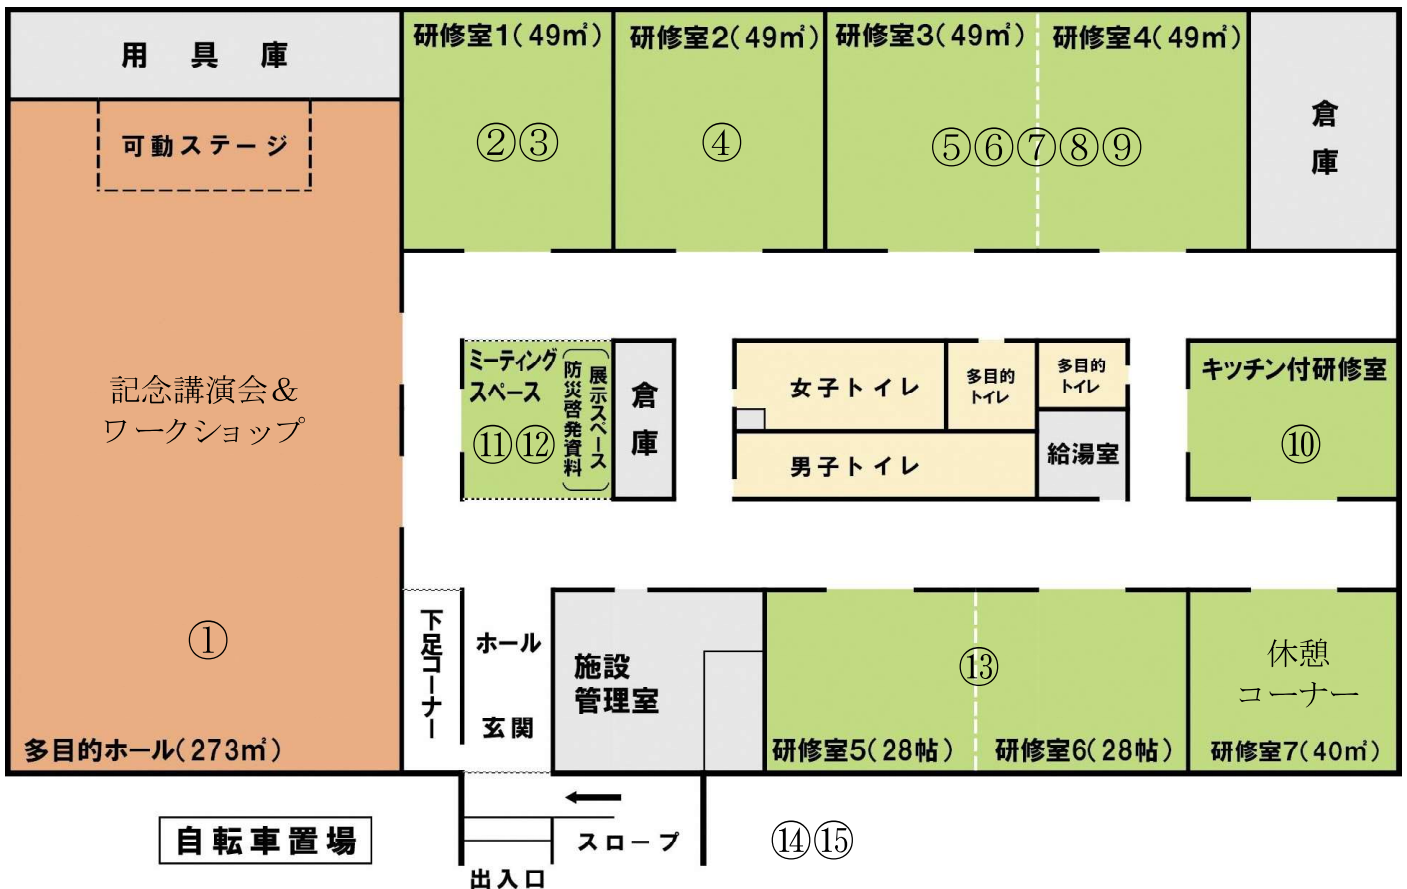 用具庫
研修室1(49㎡)
研修室2(49㎡)
研修室3(49㎡)
研修室4(49㎡)
倉庫
可動ステージ
②③
④
⑤⑥⑦⑧⑨
記念講演会&
ワークショップ
ミーティング
スペース
⑪⑫
展示スペース
防災啓発資料
倉庫
女子トイレ
男子トイレ
多目的
トイレ
多目的
トイレ
給湯室
キッチン付研修室
⑩
①
多目的ホール(273㎡)
下足コーナー
ホール
玄関
施設
管理室
⑬
研修室5(28帖)
研修室6(28帖)
休憩
コーナー
研修室7(40㎡)
自転車置場
スロープ
出入口
⑭⑮